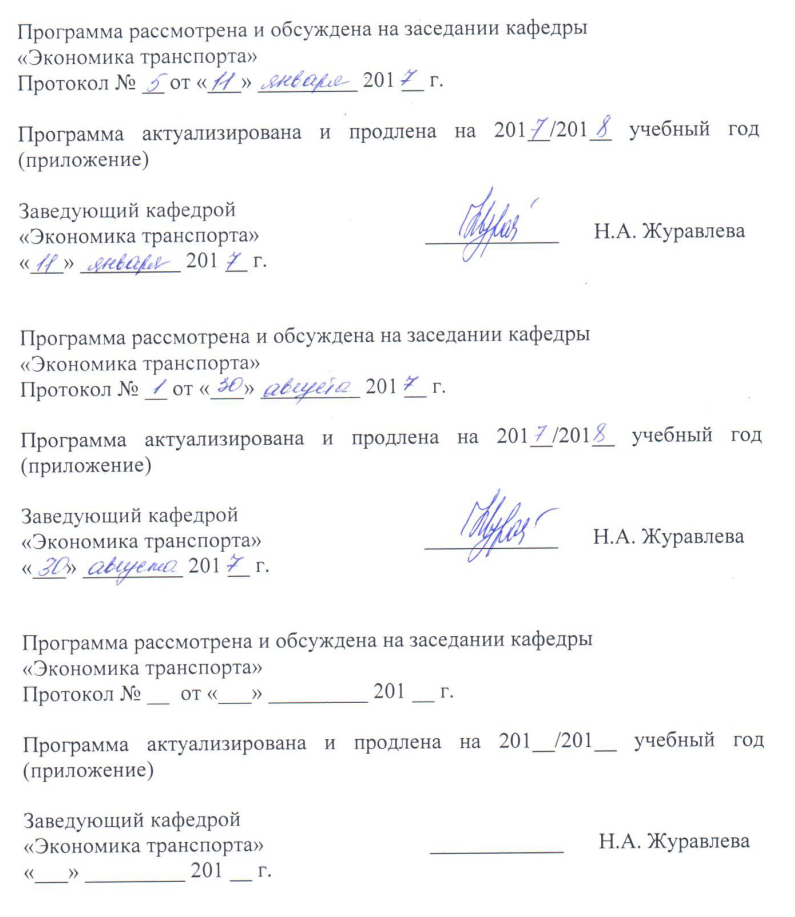 Программа рассмотрена и обсуждена на заседании кафедры
«Экономика транспорта»
Протокол № 5 от «11» января 2017 г.
Программа актуализирована и продлена на 2017/2018 учебный год
(приложение)
Заведующий кафедрой
«Экономика транспорта» Н.А. Журавлева
«11» января 2017 г.
Программа рассмотрена и обсуждена на заседании кафедры
«Экономика транспорта»
Протокол № 1 от «30» августа 2017 г.
Программа актуализирована и продлена на 2017/2018 учебный год
(приложение)
Заведующий кафедрой
«Экономика транспорта» Н.А. Журавлева
«30» августа 2017 г.
Программа рассмотрена и обсуждена на заседании кафедры
«Экономика транспорта»
Протокол № __ от «___» _________ 201 __ г.
Программа актуализирована и продлена на 201__/201__ учебный год
(приложение)
Заведующий кафедрой
«Экономика транспорта» ____________ Н.А. Журавлева
«___» _________ 201 __ г.